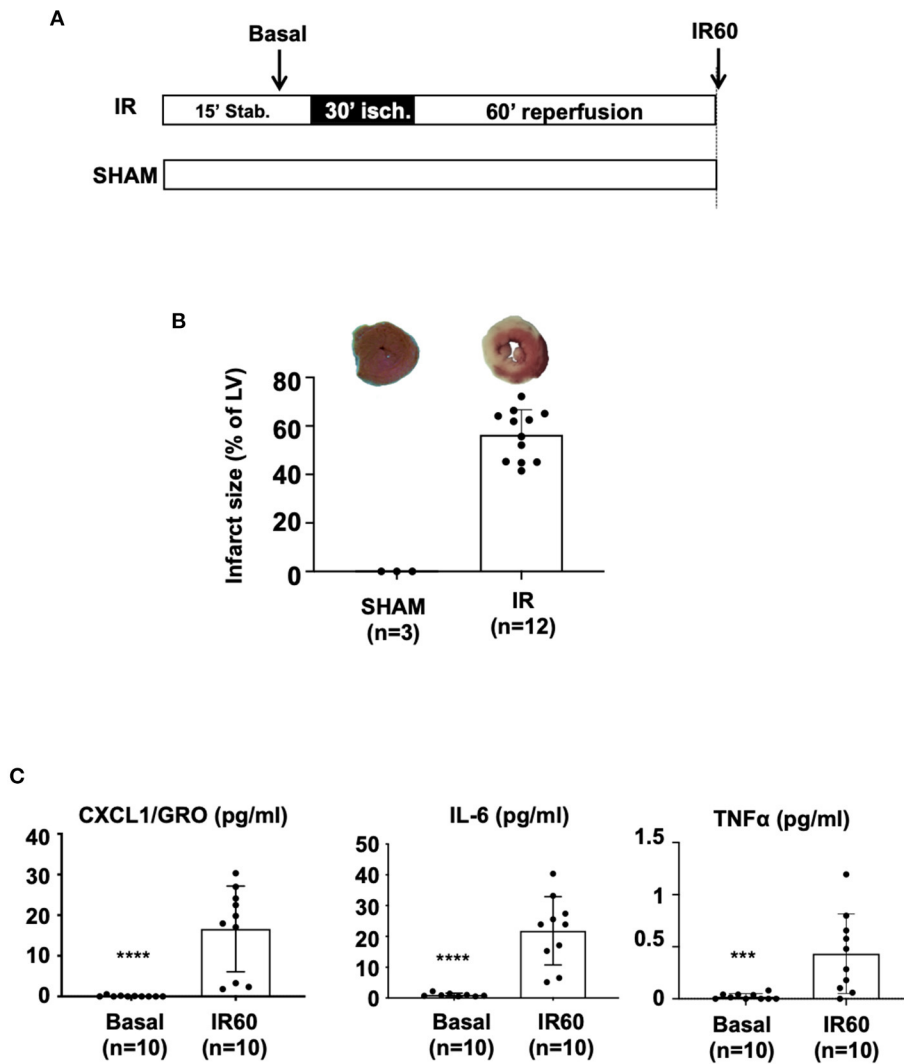 A
Basal
IR60
IR
15' Stab.
30' isch.
60' reperfusion
SHAM
B
Infarct size (% of LV)
80
60
40
20
0
SHAM
(n=3)
IR
(n=12)
C
CXCL1/GRO (pg/ml)
40
30
20
10
0
****
Basal
(n=10)
IR60
(n=10)
IL-6 (pg/ml)
50
40
30
20
10
0
****
Basal
(n=10)
IR60
(n=10)
TNFα (pg/ml)
1.5
1
0.5
0
***
Basal
(n=10)
IR60
(n=10)